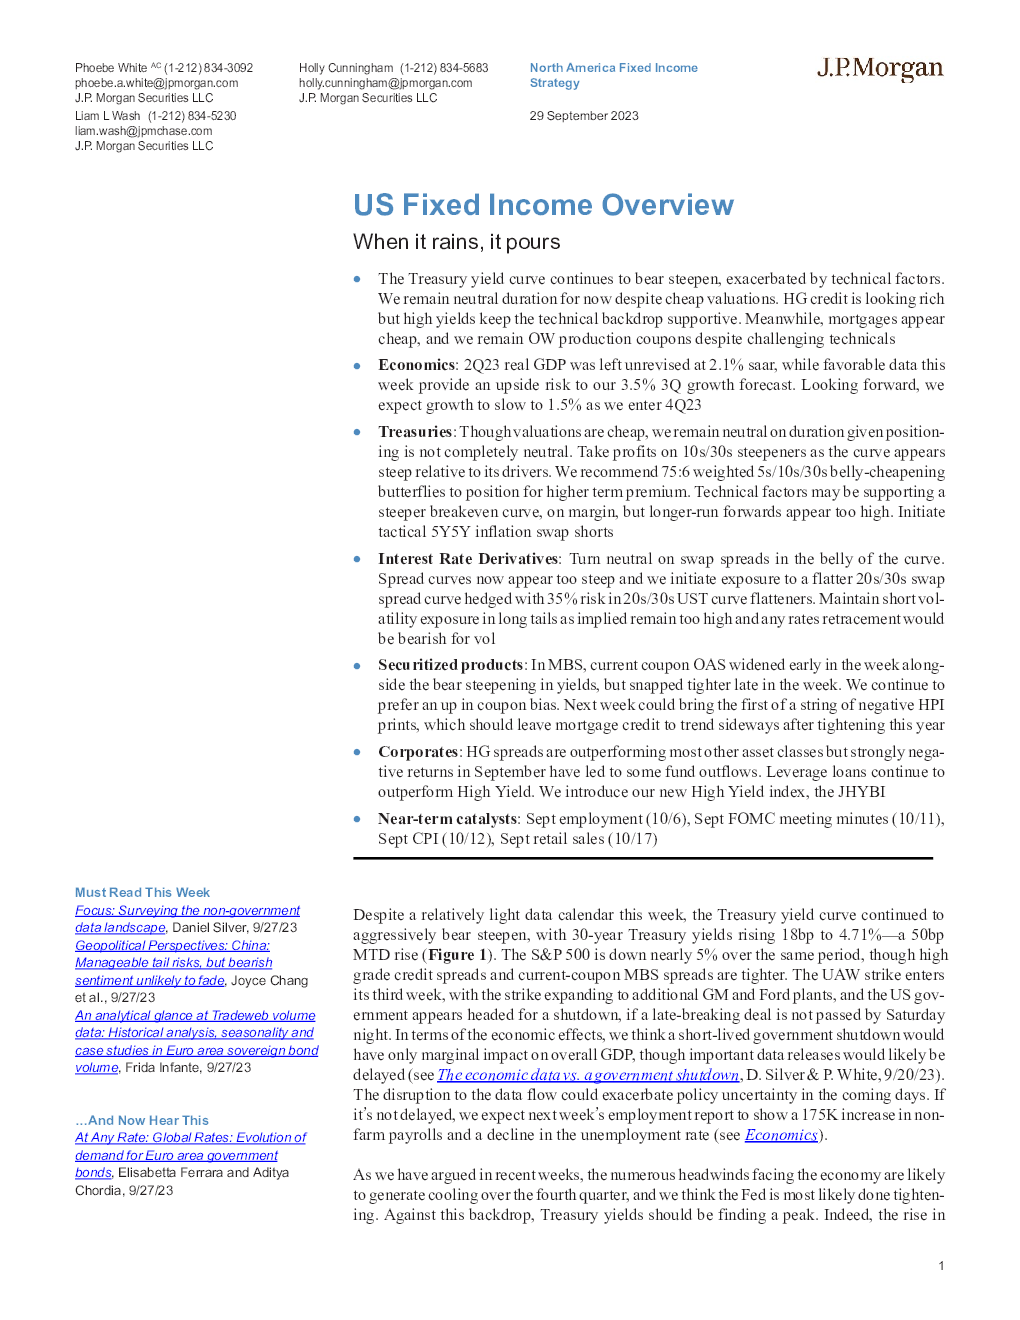 Phoebe White AC (1-212) 834-3092
phoebe.a.white@jpmorgan.com
J.P. Morgan Securities LLC
Liam L Wash (1-212) 834-5230
liam.wash@jpmchase.com
J.P. Morgan Securities LLC
Holly Cunningham (1-212) 834-5683
holly.cunningham@jpmorgan.com
J.P. Morgan Securities LLC
North America Fixed Income
Strategy
29 September 2023
J.P.Morgan
US Fixed Income Overview
When it rains, it pours
• The Treasury yield curve continues to bear steepen, exacerbated by technical factors.
We remain neutral duration for now despite cheap valuations. HG credit is looking rich
but high yields keep the technical backdrop supportive. Meanwhile, mortgages appear
cheap, and we remain OW production coupons despite challenging technicals
• Economics: 2Q23 real GDP was left unrevised at 2.1% saar, while favorable data this
week provide an upside risk to our 3.5% 3Q growth forecast. Looking forward, we
expect growth to slow to 1.5% as we enter 4Q23
• Treasuries: Though valuations are cheap, we remain neutral on duration given position-
ing is not completely neutral. Take profits on 10s/30s steepeners as the curve appears
steep relative to its drivers. We recommend 75:6 weighted 5s/10s/30s belly-cheapening
butterflies to position for higher term premium. Technical factors may be supporting a
steeper breakeven curve, on margin, but longer-run forwards appear too high. Initiate
tactical 5Y5Y inflation swap shorts
• Interest Rate Derivatives: Turn neutral on swap spreads in the belly of the curve.
Spread curves now appear too steep and we initiate exposure to a flatter 20s/30s swap
spread curve hedged with 35% risk in 20s/30s UST curve flatteners. Maintain short vol-
atility exposure in long tails as implied remain too high and any rates retracement would
be bearish for vol
• Securitized products: In MBS, current coupon OAS widened early in the week along-
side the bear steepening in yields, but snapped tighter late in the week. We continue to
prefer an up in coupon bias. Next week could bring the first of a string of negative HPI
prints, which should leave mortgage credit to trend sideways after tightening this year
• Corporates: HG spreads are outperforming most other asset classes but strongly nega-
tive returns in September have led to some fund outflows. Leverage loans continue to
outperform High Yield. We introduce our new High Yield index, the JHYBI
• Near-term catalysts: Sept employment (10/6), Sept FOMC meeting minutes (10/11),
Sept CPI (10/12), Sept retail sales (10/17)
Must Read This Week
Focus: Surveying the non-government
data landscape, Daniel Silver, 9/27/23
Geopolitical Perspectives: China:
Manageable tail risks, but bearish
sentiment unlikely to fade, Joyce Chang
et al., 9/27/23
An analytical glance at Tradeweb volume
data: Historical analysis, seasonality and
case studies in Euro area sovereign bond
volume, Frida Infante, 9/27/23
…And Now Hear This
At Any Rate: Global Rates: Evolution of
demand for Euro area government
bonds, Elisabetta Ferrara and Aditya
Chordia, 9/27/23
Despite a relatively light data calendar this week, the Treasury yield curve continued to
aggressively bear steepen, with 30-year Treasury yields rising 18bp to 4.71%—a 50bp
MTD rise (Figure 1). The S&P 500 is down nearly 5% over the same period, though high
grade credit spreads and current-coupon MBS spreads are tighter. The UAW strike enters
its third week, with the strike expanding to additional GM and Ford plants, and the US gov-
ernment appears headed for a shutdown, if a late-breaking deal is not passed by Saturday
night. In terms of the economic effects, we think a short-lived government shutdown would
have only marginal impact on overall GDP, though important data releases would likely be
delayed (see The economic data vs. a government shutdown, D. Silver & P. White, 9/20/23).
The disruption to the data flow could exacerbate policy uncertainty in the coming days. If
it's not delayed, we expect next week's employment report to show a 175K increase in non-
farm payrolls and a decline in the unemployment rate (see Economics).
As we have argued in recent weeks, the numerous headwinds facing the economy are likely
to generate cooling over the fourth quarter, and we think the Fed is most likely done tighten-
ing. Against this backdrop, Treasury yields should be finding a peak. Indeed, the rise in
1